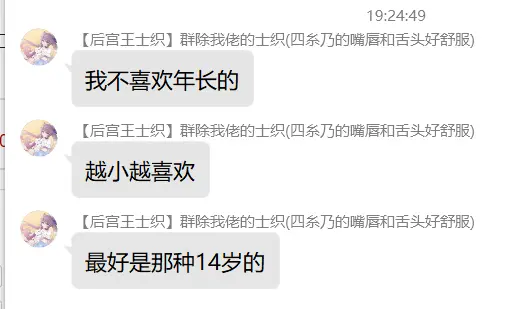 19:24:49
【后宫王士织】群除我佬的士织(四糸乃的嘴唇和舌头好舒服)
我不喜欢年长的
【后宫王士织】群除我佬的士织(四糸乃的嘴唇和舌头好舒服)
越小越喜欢
【后宫王士织】群除我佬的士织(四糸乃的嘴唇和舌头好舒服)
最好是那种14岁的